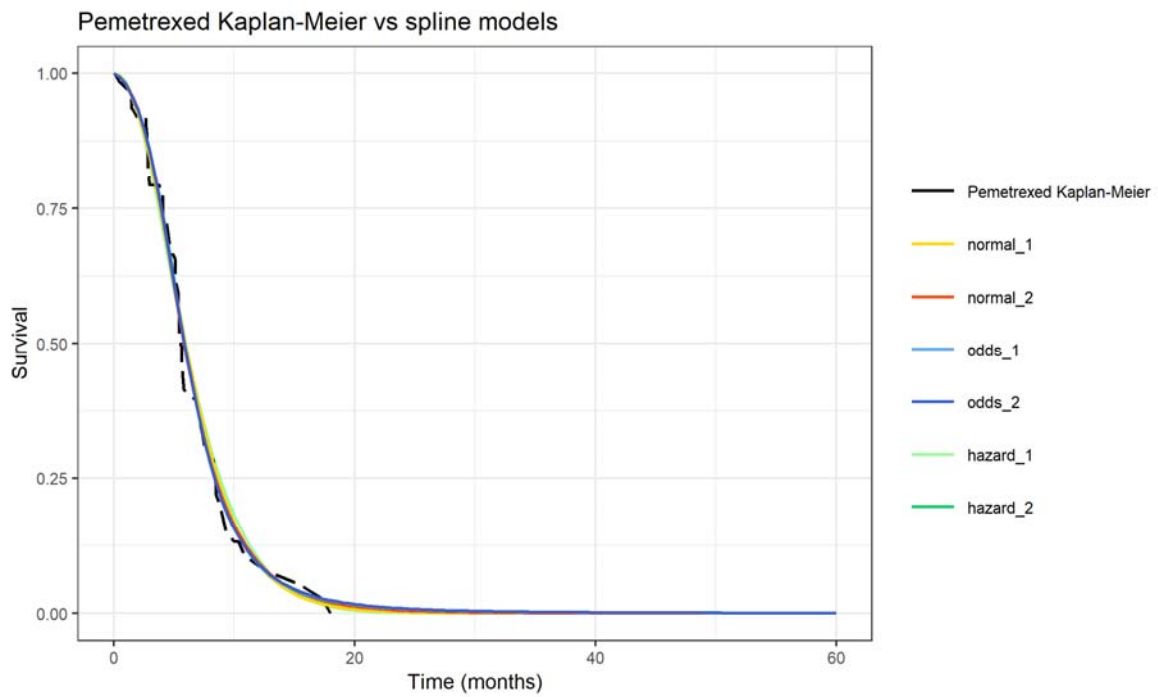 Pemetrexed Kaplan-Meier vs spline models
1.00
0.75
0.50
0.25
0.00
Survival
0
20
40
60
Time (months)
Pemetrexed Kaplan-Meier
normal_1
normal_2
odds_1
odds_2
hazard_1
hazard_2